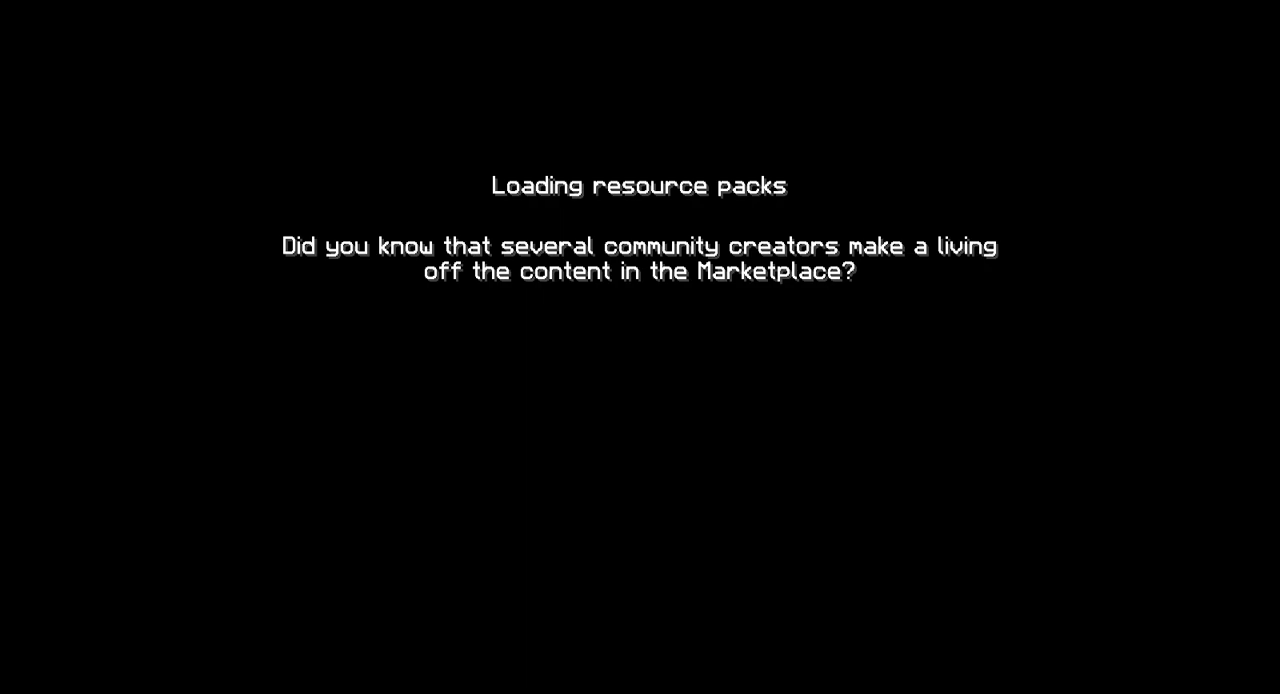 Loading resource packs
Did you know that several community creators make a living
off the content in the Marketplace?